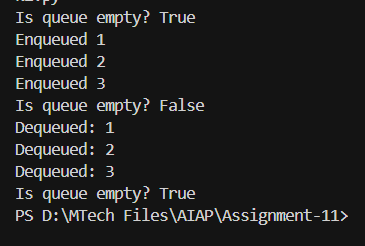 Is queue empty? True
Enqueued 1
Enqueued 2
Enqueued 3
Is queue empty? False
Dequeued: 1
Dequeued: 2
Dequeued: 3
Is queue empty? True
PS D:\MTech Files\AIAP\Assignment-11>